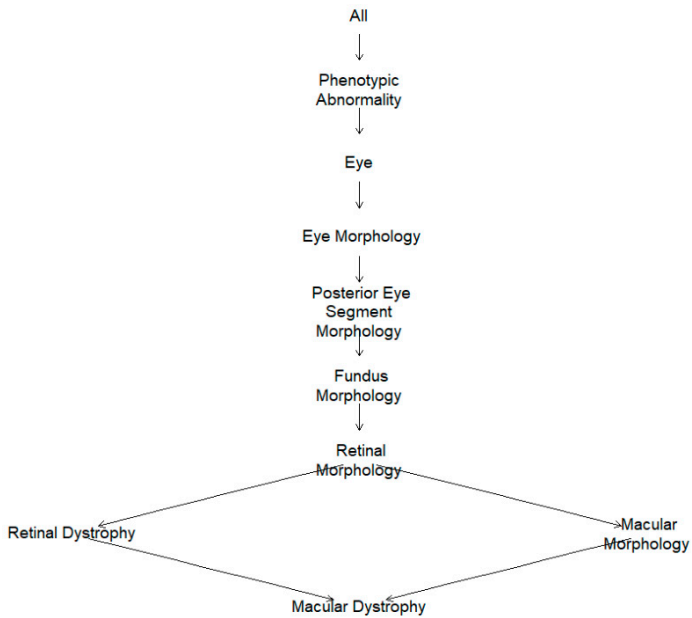 All
Phenotypic
Abnormality
Eye
Eye Morphology
Posterior Eye
Segment
Morphology
Fundus
Morphology
Retinal
Morphology
Retinal Dystrophy
Macular
Morphology
Macular Dystrophy